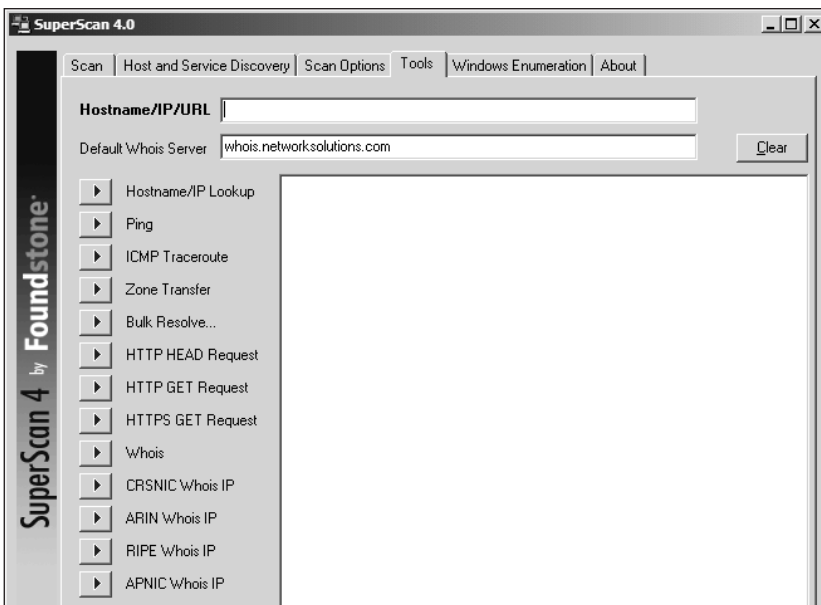 SuperScan 4.0
Scan Host and Service Discovery Scan Options Tools Windows Enumeration About
Hostname/IP/URL
Default Whois Server whois.networksolutions.com Clear
Hostname/IP Lookup
Ping
ICMP Traceroute
Zone Transfer
Bulk Resolve...
HTTP HEAD Request
HTTP GET Request
HTTPS GET Request
Whois
CRSNIC Whois IP
ARIN Whois IP
RIPE Whois IP
APNIC Whois IP
SuperScan 4 by Foundstone